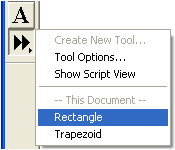 A
Create New Tool...
Tool Options...
Show Script View
-- This Document --
Rectangle
Trapezoid